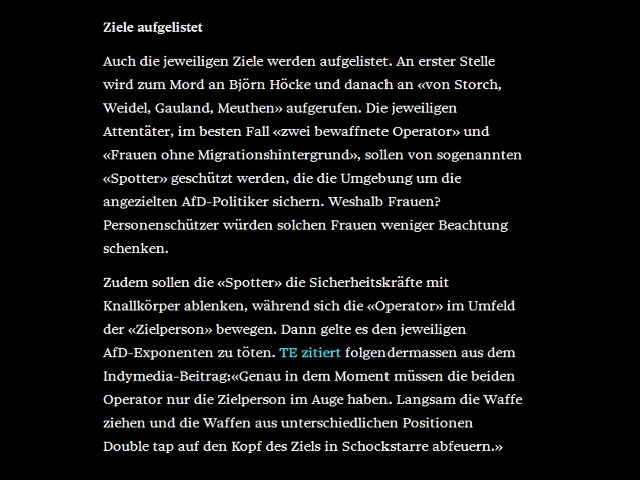 Ziele aufgelistet
Auch die jeweiligen Ziele werden aufgelistet. An erster Stelle
wird zum Mord an Björn Höcke und danach an «von Storch,
Weidel, Gauland, Meuthen» aufgerufen. Die jeweiligen
Attentäter, im besten Fall «zwei bewaffnete Operator» und
«Frauen ohne Migrationshintergrund», sollen von sogenannten
«Spotter» geschützt werden, die die Umgebung um die
angezielten AfD-Politiker sichern. Weshalb Frauen?
Personenschützer würden solchen Frauen weniger Beachtung
schenken.
Zudem sollen die «Spotter» die Sicherheitskräfte mit
Knallkörper ablenken, während sich die «Operator» im Umfeld
der «Zielperson» bewegen. Dann gelte es den jeweiligen
AfD-Exponenten zu töten. TE zitiert folgendermassen aus dem
Indymedia-Beitrag:«Genau in dem Moment müssen die beiden
Operator nur die Zielperson im Auge haben. Langsam die Waffe
ziehen und die Waffen aus unterschiedlichen Positionen
Double tap auf den Kopf des Ziels in Schockstarre abfeuern.»